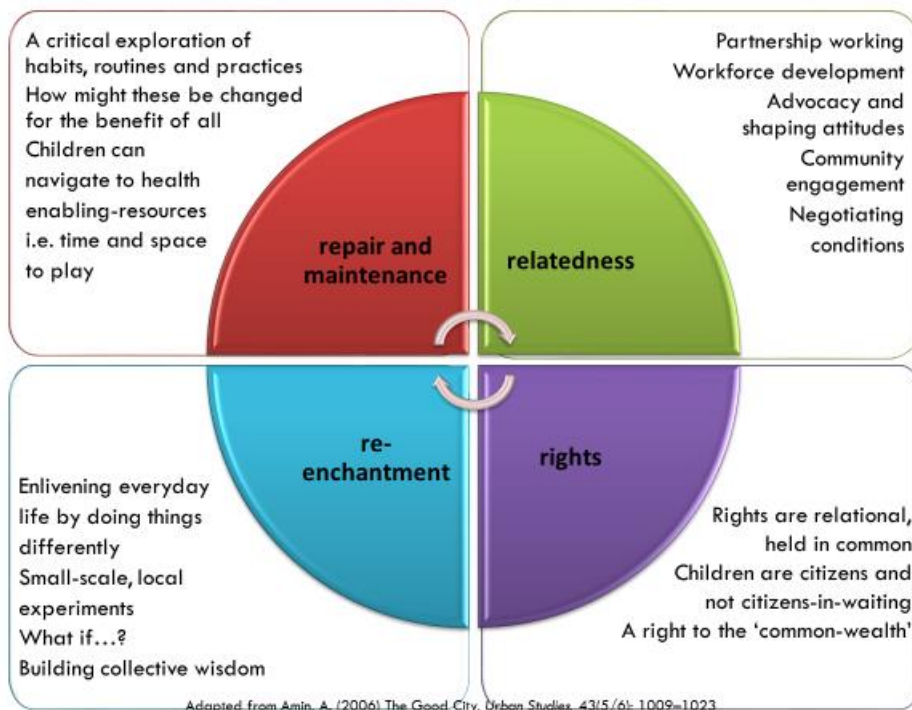 A critical exploration of
habits, routines and practices
How might these be changed
for the benefit of all
Children can
navigate to health
enabling-resources
i.e. time and space
to play
Partnership working
Workforce development
Advocacy and
shaping attitudes
Community
engagement
Negotiating
conditions
repair and
maintenance
relatedness
re-
enchantment
rights
Enlivening everyday
life by doing things
differently
Small-scale, local
experiments
What if...?
Building collective wisdom
Rights are relational,
held in common
Children are citizens and
not citizens-in-waiting
A right to the ‘common-wealth’
Adapted from Amin, A. (2006) The Good City. Urban Studies, 43(5/6): 1009–1023